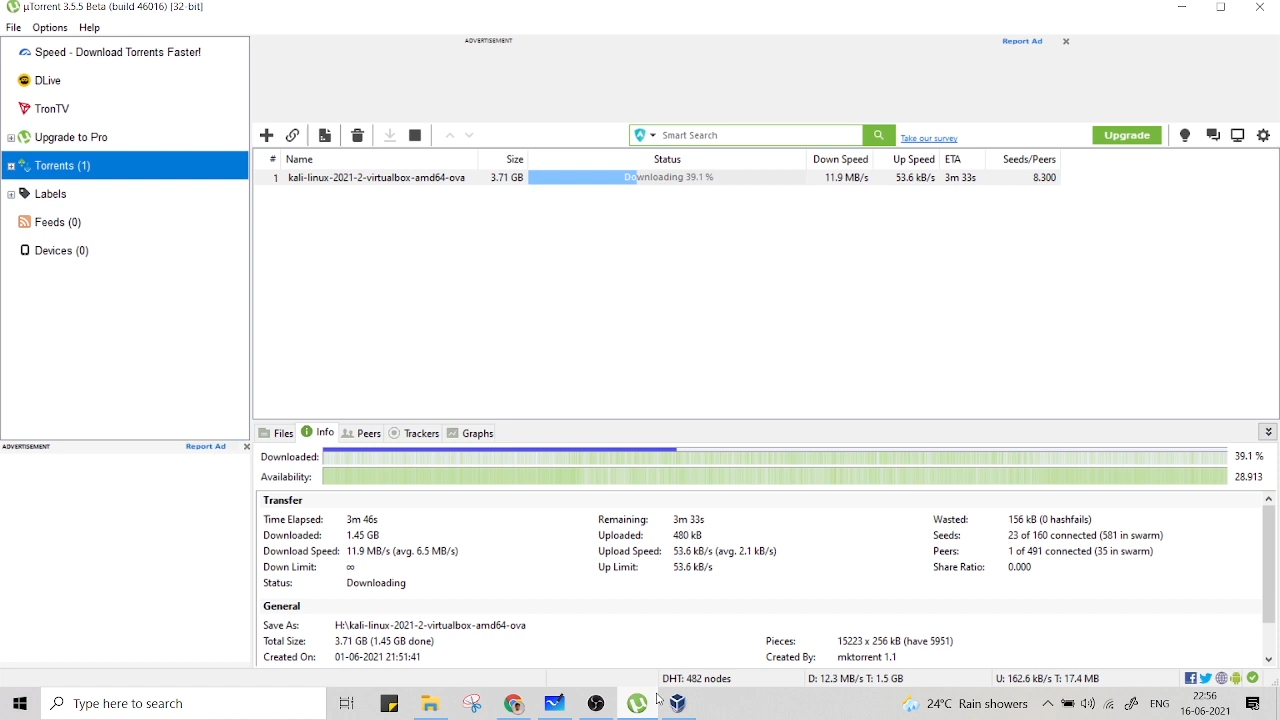 µTorrent 3.5.5 Beta (build 46016) [32-bit]
File Options Help
ADVERTISEMENT
Report Ad
Speed - Download Torrents Faster!
DLive
TronTV
Upgrade to Pro
Torrents (1)
Labels
Feeds (0)
Devices (0)
Smart Search
Take our survey
Upgrade
# Name Size Status Down Speed Up Speed ETA Seeds/Peers
1 kali-linux-2021-2-virtualbox-amd64-ova 3.71 GB Downloading 39.1 % 11.9 MB/s 53.6 kB/s 3m 33s 8.300
ADVERTISEMENT Report Ad
Files Info Peers Trackers Graphs
Downloaded: 39.1 %
Availability: 28.913
Transfer
Time Elapsed: 3m 46s Remaining: 3m 33s Wasted: 156 kB (0 hashfails)
Downloaded: 1.45 GB Uploaded: 480 kB Seeds: 23 of 160 connected (581 in swarm)
Download Speed: 11.9 MB/s (avg. 6.5 MB/s) Upload Speed: 53.6 kB/s (avg. 2.1 kB/s) Peers: 1 of 491 connected (35 in swarm)
Down Limit: ∞ Up Limit: 53.6 kB/s Share Ratio: 0.000
Status: Downloading
General
Save As: H:\kali-linux-2021-2-virtualbox-amd64-ova
Total Size: 3.71 GB (1.45 GB done) Pieces: 15223 x 256 kB (have 5951)
Created On: 01-06-2021 21:51:41 Created By: mktorrent 1.1
DHT: 482 nodes D: 12.3 MB/s T: 1.5 GB U: 162.6 kB/s T: 17.4 MB
Type here to search
24°C Rain showers
ENG
22:56
16-06-2021